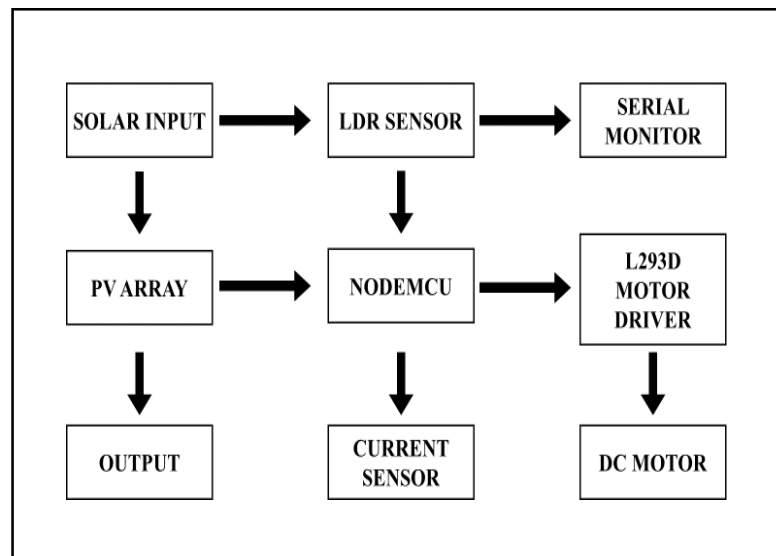 SOLAR INPUT
LDR SENSOR
SERIAL
MONITOR
PV ARRAY
NODEMCU
L293D
MOTOR
DRIVER
OUTPUT
CURRENT
SENSOR
DC MOTOR